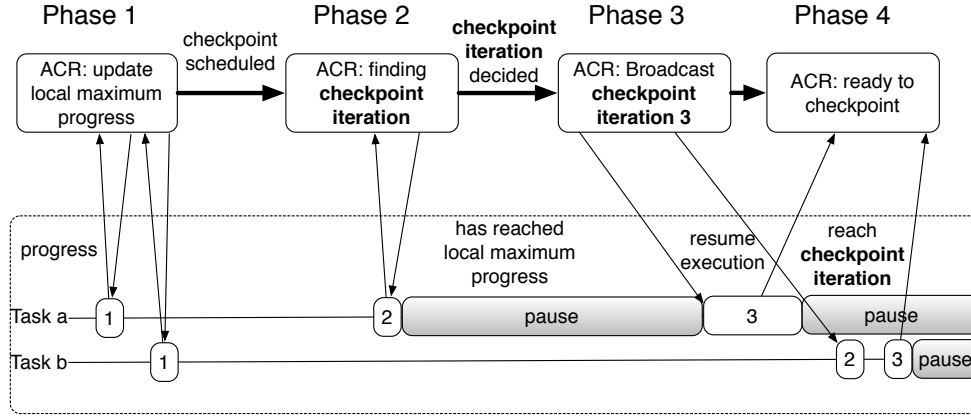 Phase 1
Phase 2
Phase 3
Phase 4
ACR: update
local maximum
progress
checkpoint
scheduled
ACR: finding
checkpoint
iteration
checkpoint
iteration
decided
ACR: Broadcast
checkpoint
iteration 3
ACR: ready to
checkpoint
progress
has reached
local maximum
progress
resume
execution
reach
checkpoint
iteration
Task a
1
2
pause
3
pause
Task b
1
2
3
pause